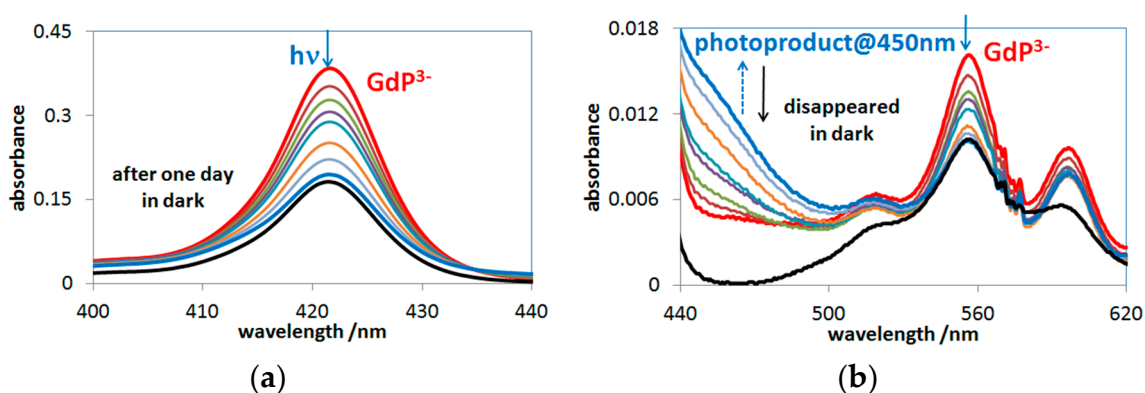 0.45
0.3
0.15
0
absorbance
hν
GdP3-
after one day
in dark
400
410
420
430
440
wavelength /nm
(a)
0.018
0.012
0.006
0
absorbance
photoproduct@450nm
GdP3-
disappeared
in dark
440
500
560
620
wavelength /nm
(b)